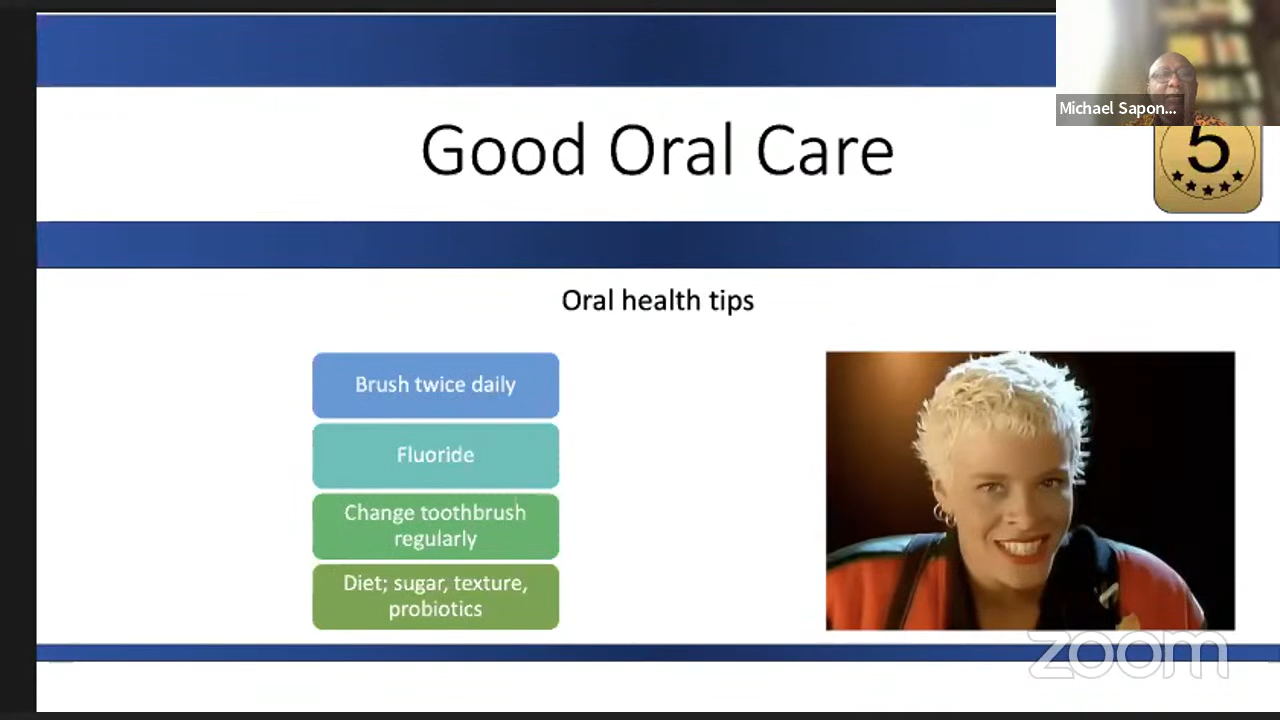 Michael Sapon...
Good Oral Care
5
Oral health tips
Brush twice daily
Fluoride
Change toothbrush
regularly
Diet; sugar, texture,
probiotics
zoom